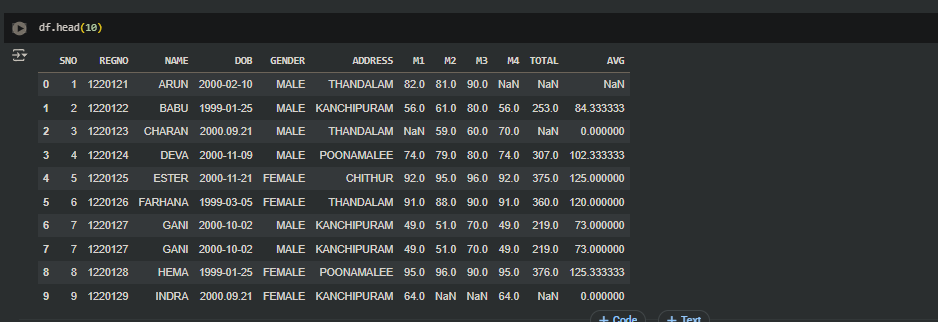 df.head(10)
SNO REGNO NAME DOB GENDER ADDRESS M1 M2 M3 M4 TOTAL AVG
0 1 1220121 ARUN 2000-02-10 MALE THANDALAM 82.0 81.0 90.0 NaN NaN NaN
1 2 1220122 BABU 1999-01-25 MALE KANCHIPURAM 56.0 61.0 80.0 56.0 253.0 84.333333
2 3 1220123 CHARAN 2000.09.21 MALE THANDALAM NaN 59.0 60.0 70.0 NaN 0.000000
3 4 1220124 DEVA 2000-11-09 MALE POONAMALEE 74.0 79.0 80.0 74.0 307.0 102.333333
4 5 1220125 ESTER 2000-11-21 FEMALE CHITHUR 92.0 95.0 96.0 92.0 375.0 125.000000
5 6 1220126 FARHANA 1999-03-05 FEMALE THANDALAM 91.0 88.0 90.0 91.0 360.0 120.000000
6 7 1220127 GANI 2000-10-02 MALE KANCHIPURAM 49.0 51.0 70.0 49.0 219.0 73.000000
7 7 1220127 GANI 2000-10-02 MALE KANCHIPURAM 49.0 51.0 70.0 49.0 219.0 73.000000
8 8 1220128 HEMA 1999-01-25 FEMALE POONAMALEE 95.0 96.0 90.0 95.0 376.0 125.333333
9 9 1220129 INDRA 2000.09.21 FEMALE KANCHIPURAM 64.0 NaN NaN 64.0 NaN 0.000000
+ Code + Text